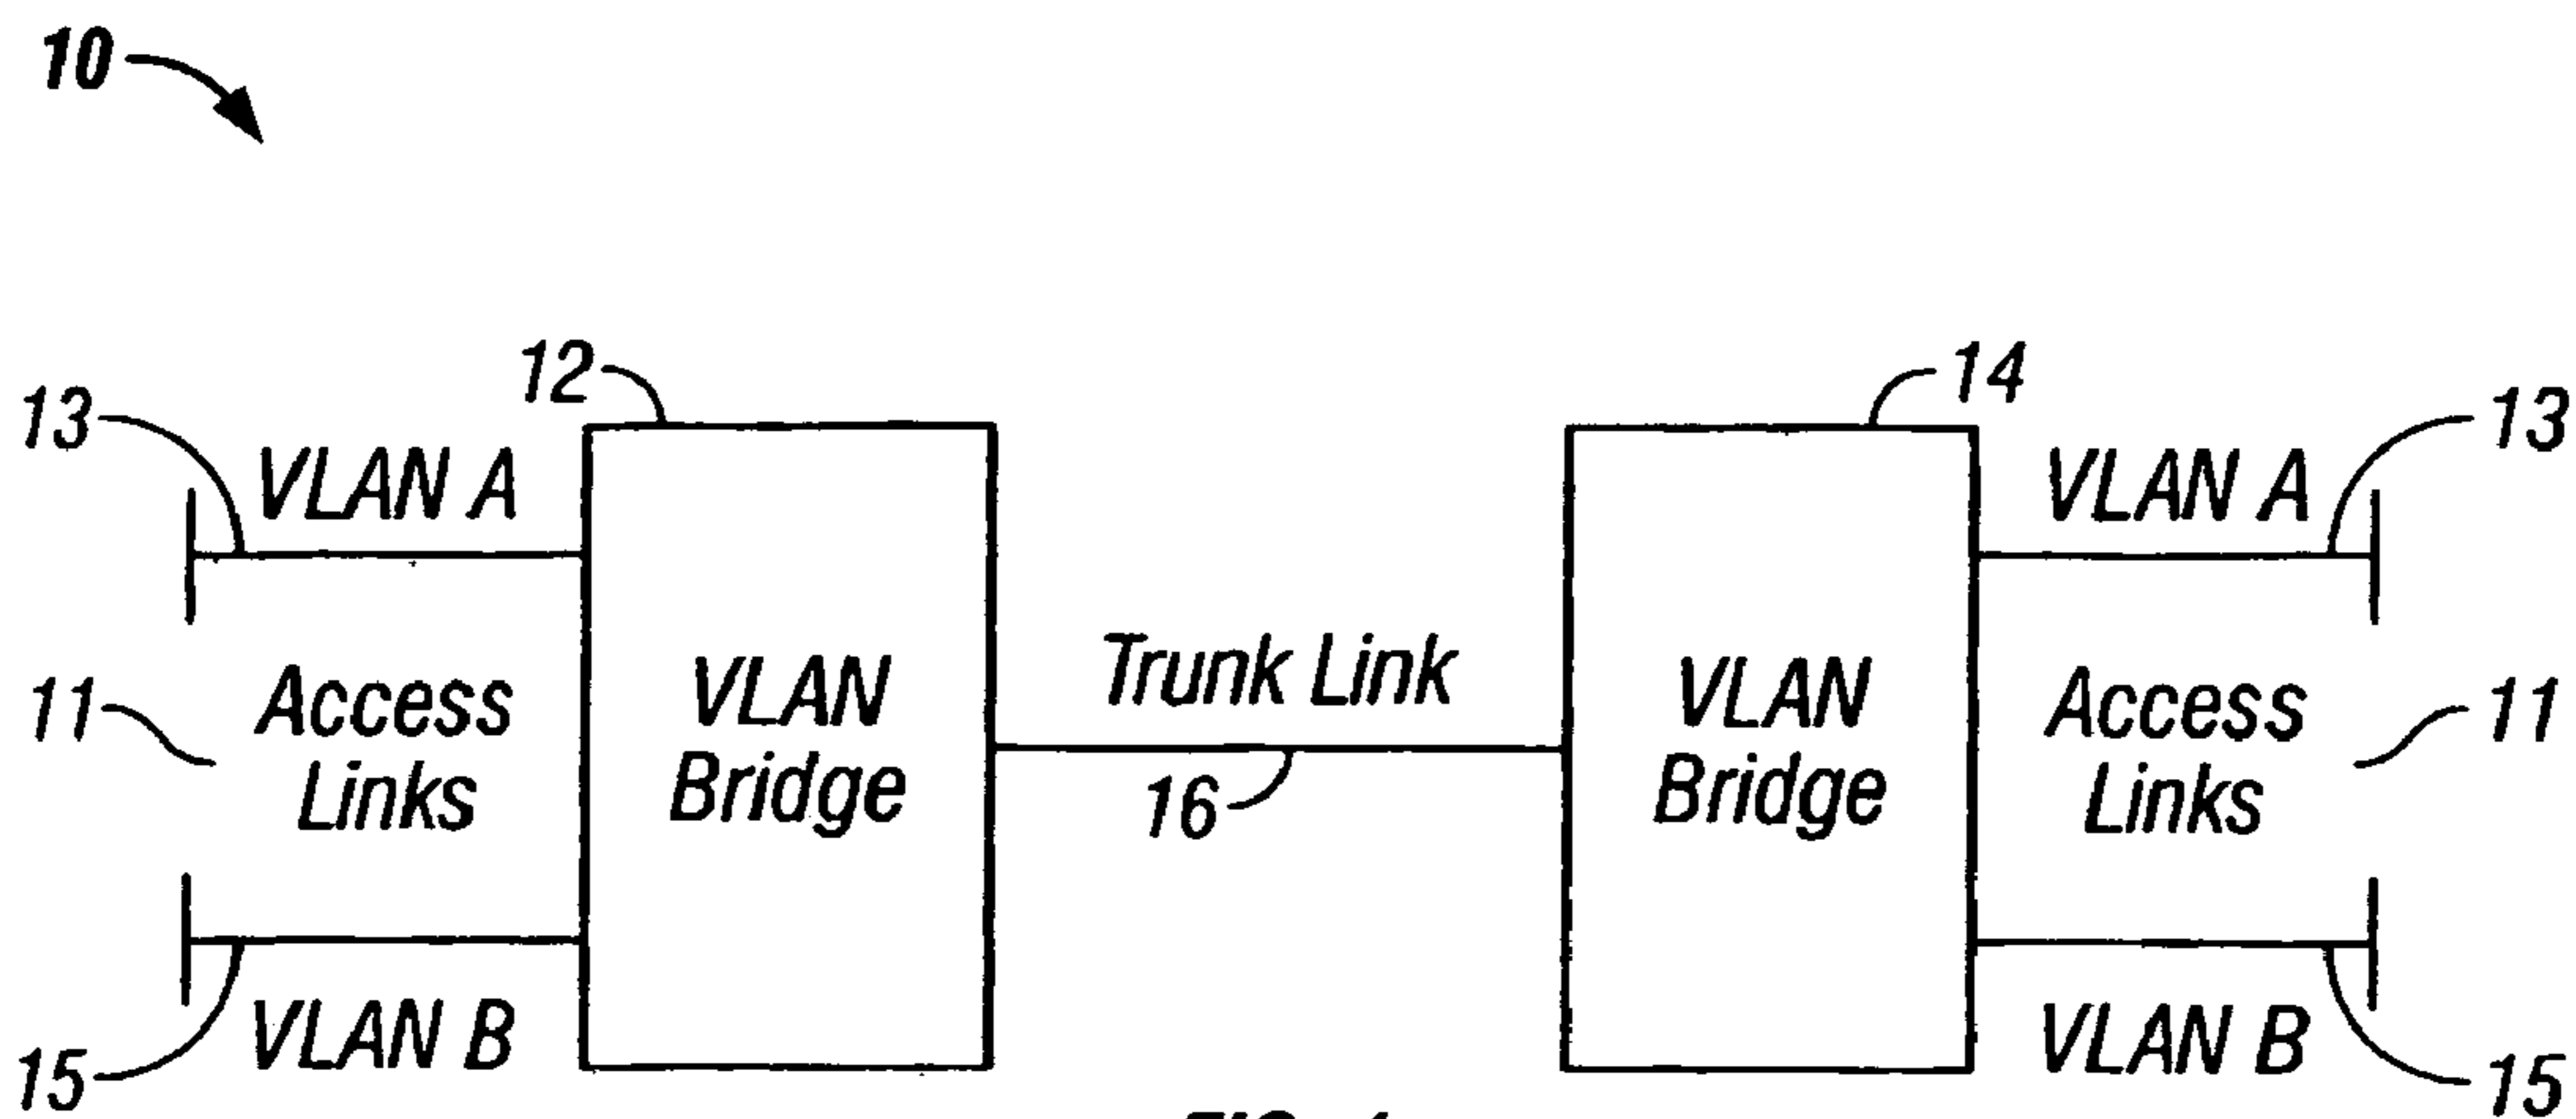 10
12
14
13
13
VLAN A
VLAN A
Trunk Link
11
Access
Links
VLAN
Bridge
16
VLAN
Bridge
Access
Links
11
VLAN B
VLAN B
15
15